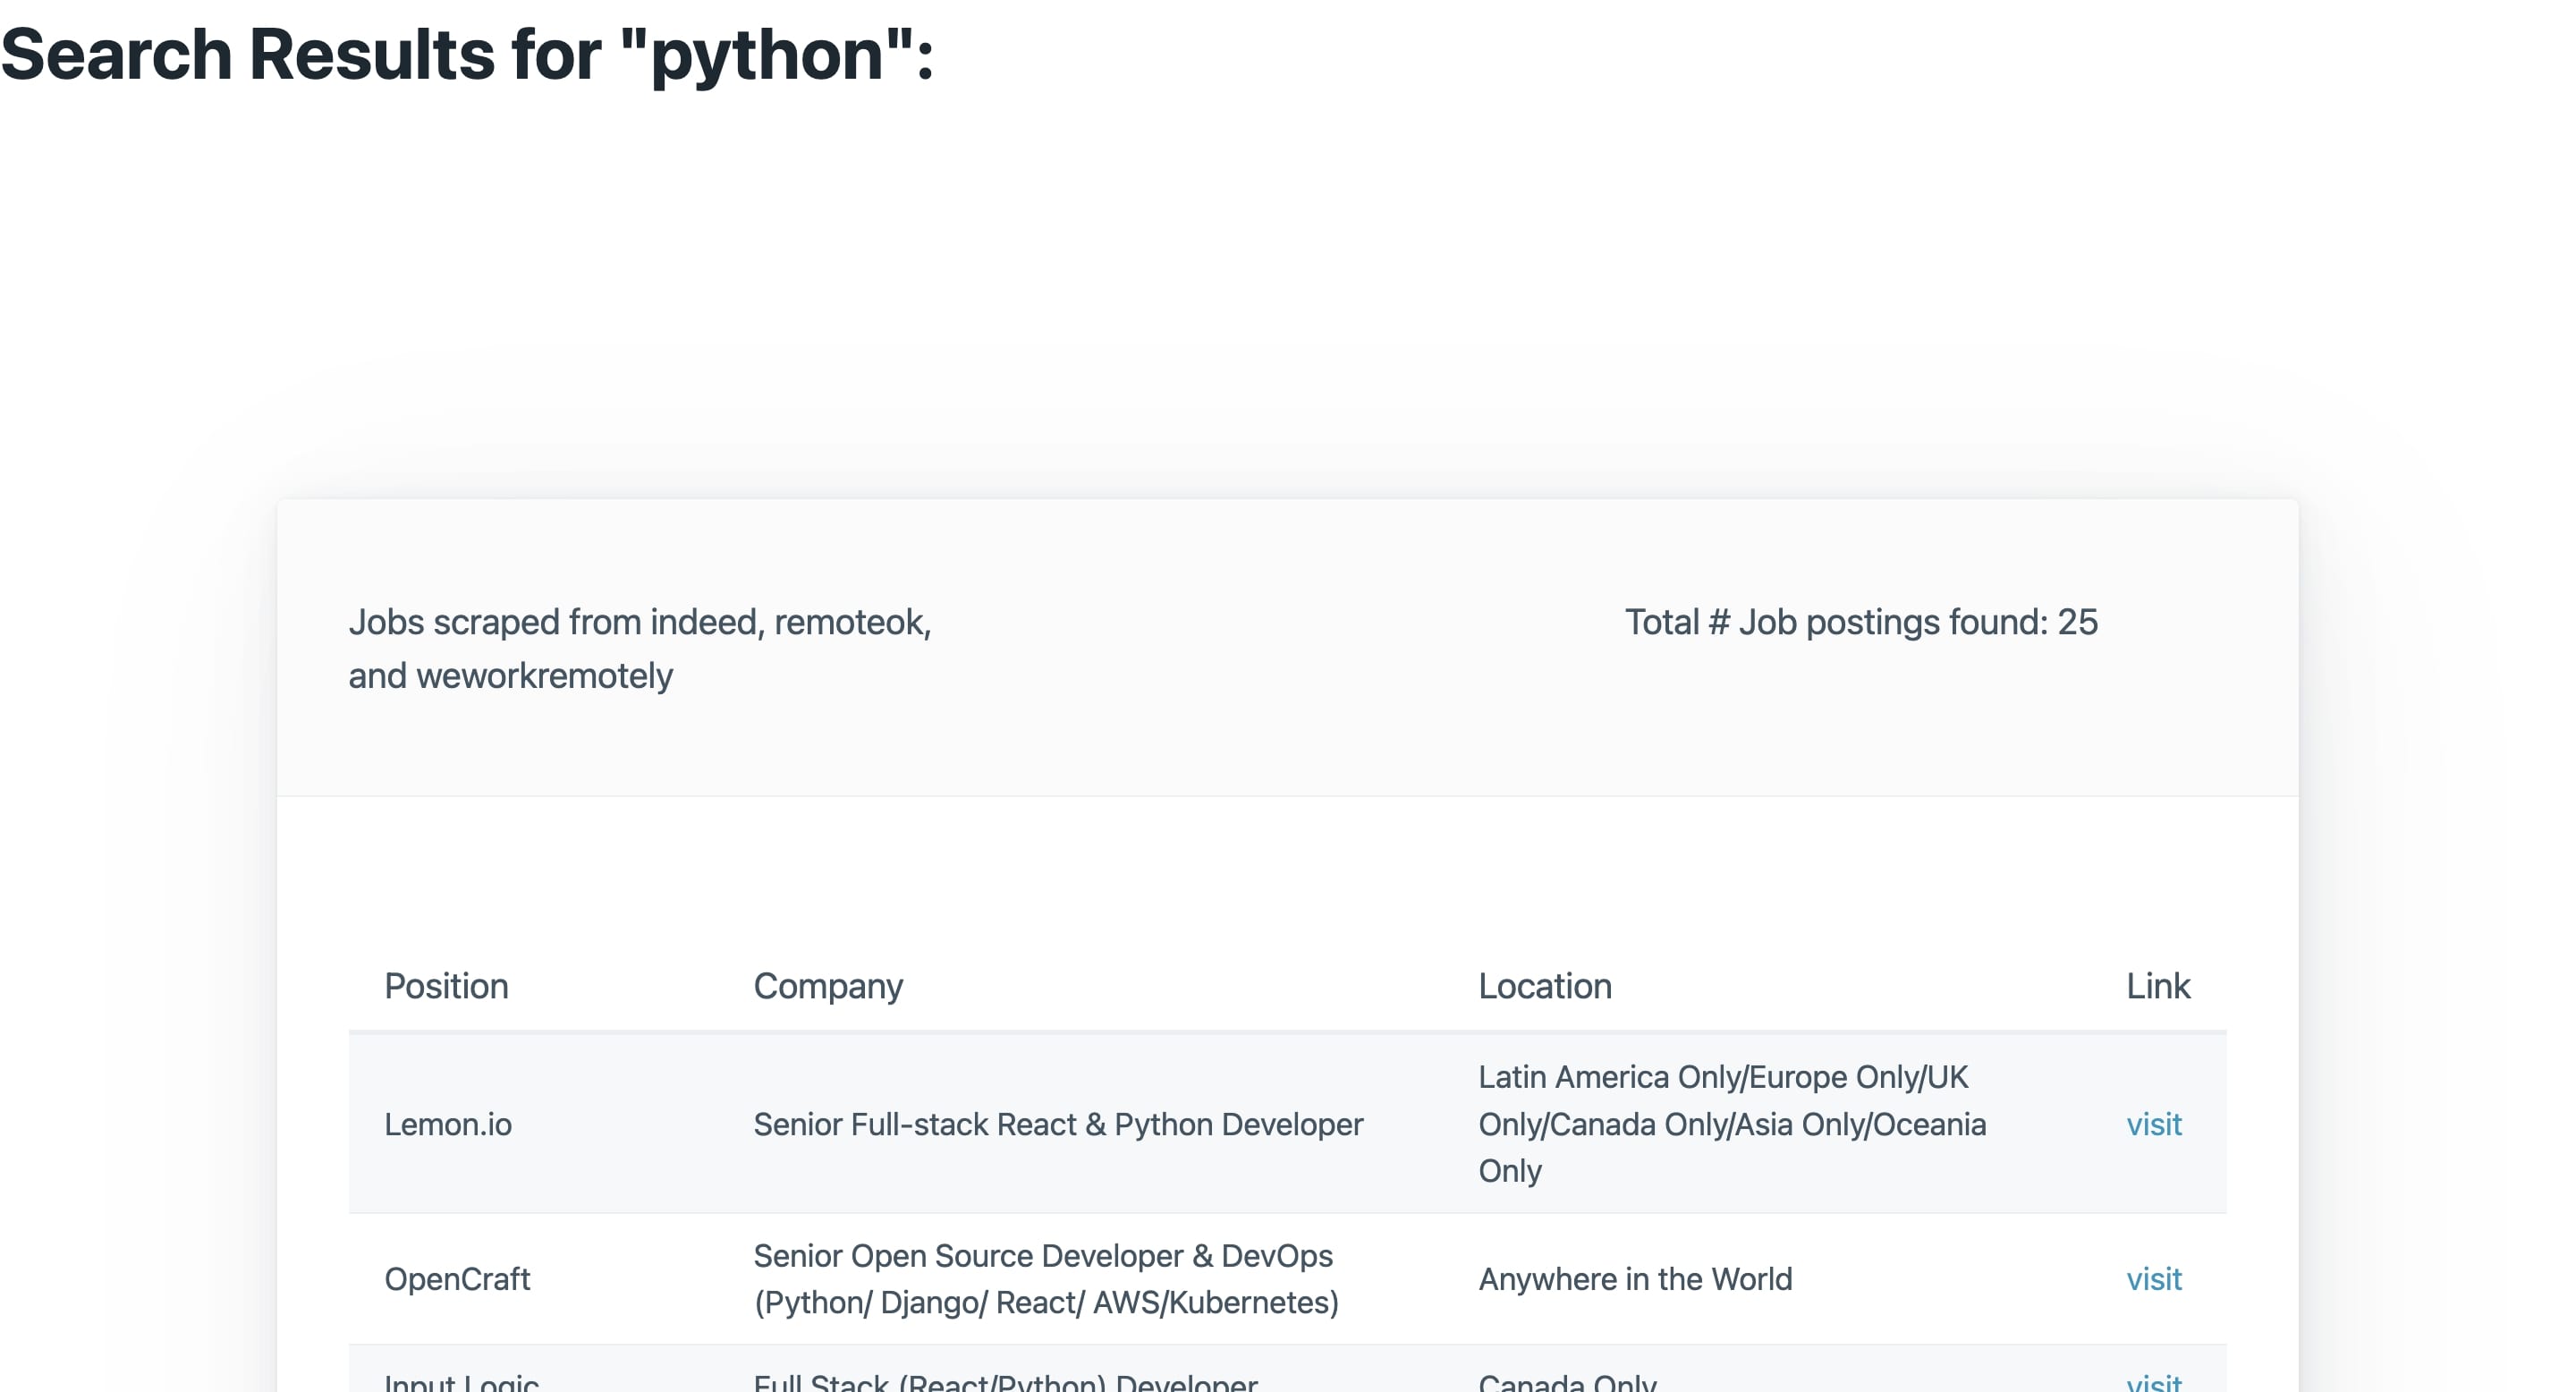 Search Results for "python":
Jobs scraped from indeed, remoteok,
and weworkremotely
Total # Job postings found: 25
Position Company Location Link
Lemon.io Senior Full-stack React & Python Developer Latin America Only/Europe Only/UK
Only/Canada Only/Asia Only/Oceania
Only visit
OpenCraft Senior Open Source Developer & DevOps
(Python/ Django/ React/ AWS/Kubernetes) Anywhere in the World visit
Input Logic Full Stack (React/Python) Developer Canada Only visit